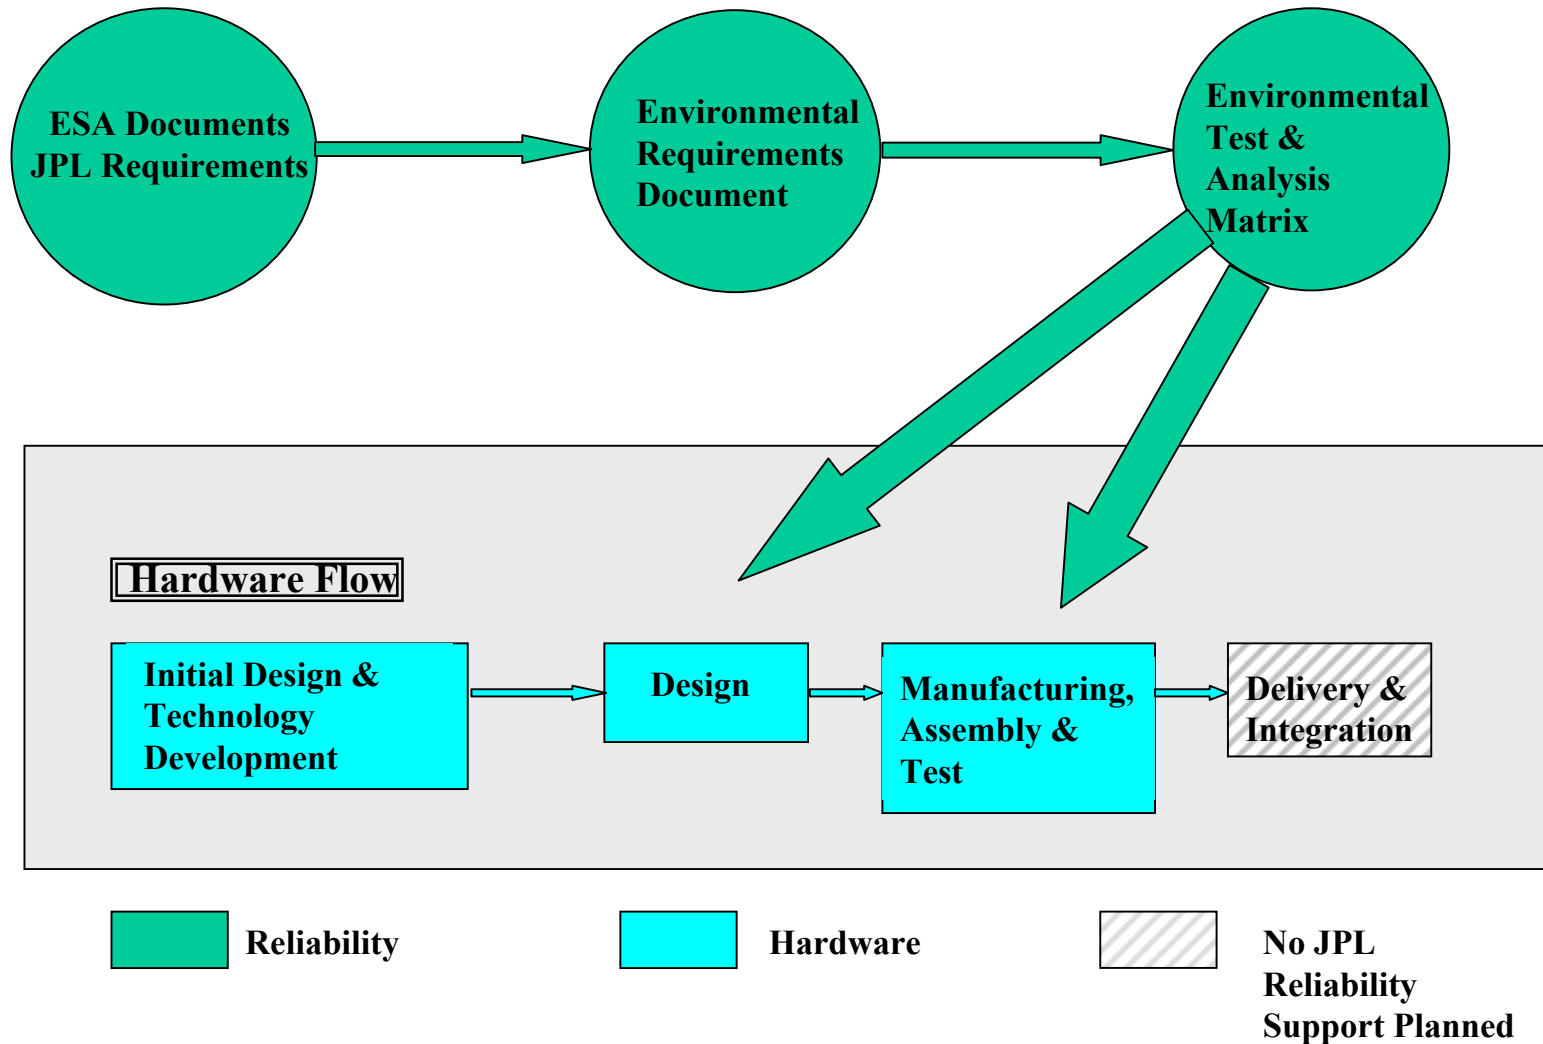 ESA Documents
JPL Requirements
Environmental
Requirements
Document
Environmental
Test &
Analysis
Matrix
Hardware Flow
Initial Design &
Technology
Development
Design
Manufacturing,
Assembly &
Test
Delivery &
Integration
Reliability
Hardware
No JPL
Reliability
Support Planned